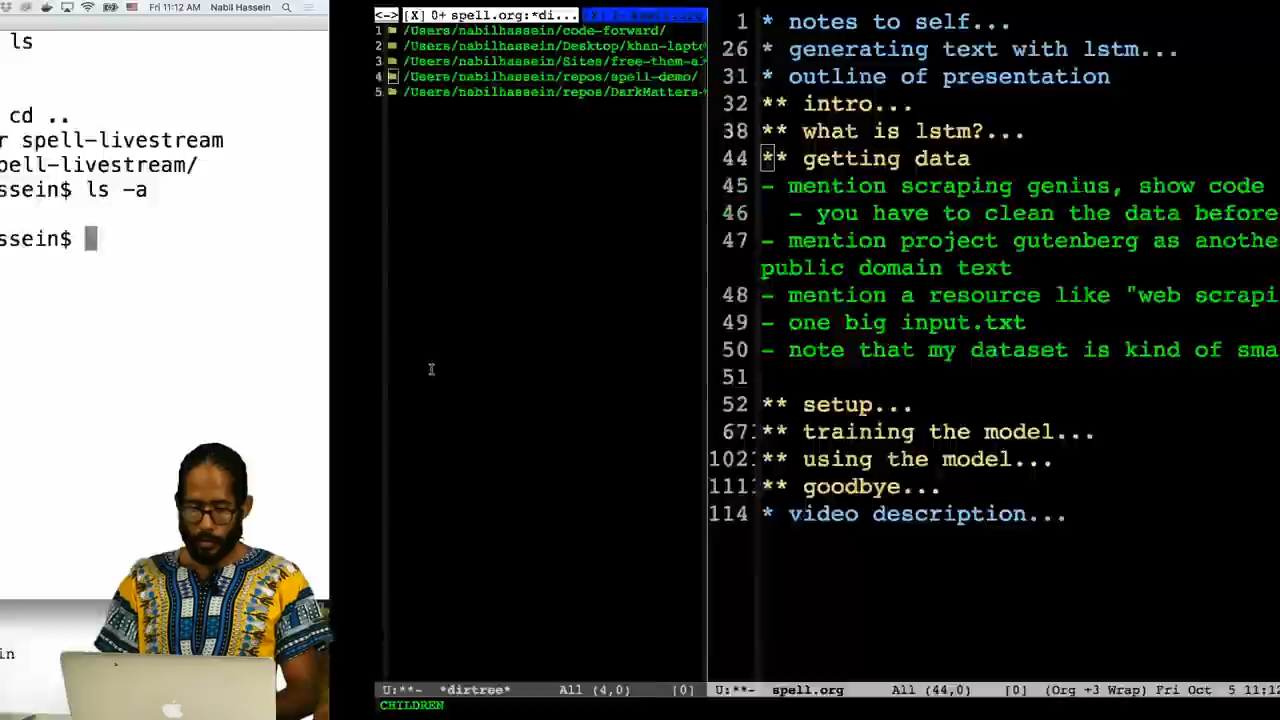 Fri 11:12 AM Nabil Hassein
ls
cd ..
r spell-livestream
pell-livestream/
ssein$ ls -a
ssein$
in
<-> [X] 0+ spell.org:*di...
1 /Users/nabilhassein/code-forward/
2 /Users/nabilhassein/Desktop/khan-lapto
3 /Users/nabilhassein/Sites/free-them-al
4 /Users/nabilhassein/repos/spell-demo/
5 /Users/nabilhassein/repos/DarkMatters-
U:**- *dirtree* All (4,0) [0]
CHILDREN
1 * notes to self...
26 * generating text with lstm...
31 * outline of presentation
32 ** intro...
38 ** what is lstm?...
44 ** getting data
45 - mention scraping genius, show code
46 - you have to clean the data before
47 - mention project gutenberg as anothe
public domain text
48 - mention a resource like "web scrapi
49 - one big input.txt
50 - note that my dataset is kind of sma
51
52 ** setup...
67 ** training the model...
102 ** using the model...
111 ** goodbye...
114 * video description...
U:**- spell.org All (44,0) [0] (Org +3 Wrap) Fri Oct 5 11:12